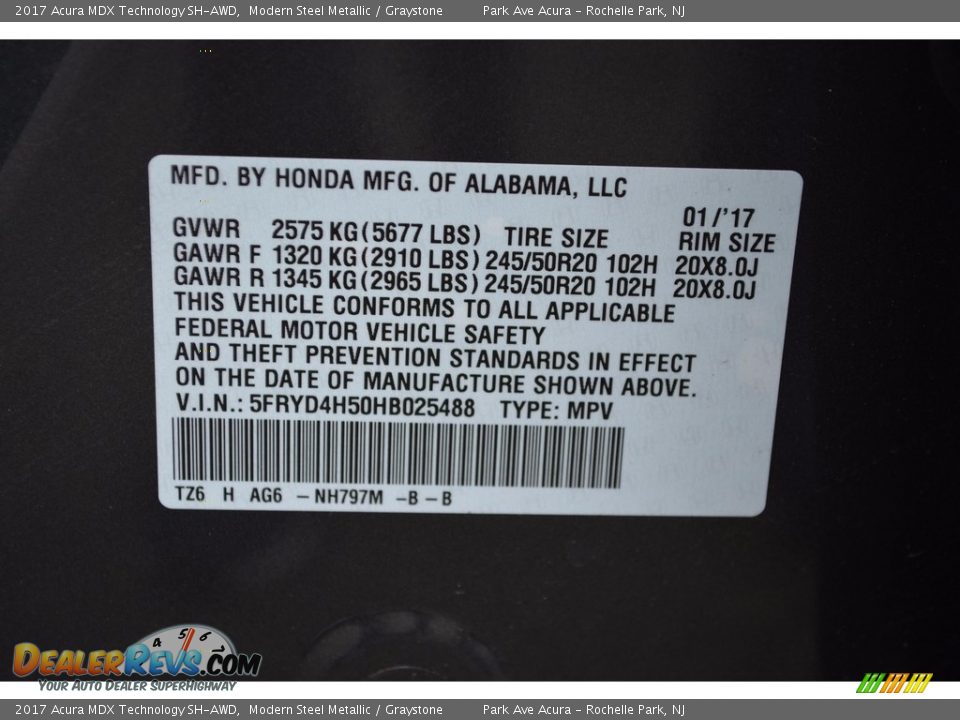 2017 Acura MDX Technology SH-AWD, Modern Steel Metallic / Graystone Park Ave Acura - Rochelle Park, NJ
MFD. BY HONDA MFG. OF ALABAMA, LLC
01/'17
GVWR 2575 KG(5677 LBS) TIRE SIZE RIM SIZE
GAWR F 1320 KG(2910 LBS) 245/50R20 102H 20X8.0J
GAWR R 1345 KG(2965 LBS) 245/50R20 102H 20X8.0J
THIS VEHICLE CONFORMS TO ALL APPLICABLE
FEDERAL MOTOR VEHICLE SAFETY
AND THEFT PREVENTION STANDARDS IN EFFECT
ON THE DATE OF MANUFACTURE SHOWN ABOVE.
V.I.N.: 5FRYD4H50HB025488 TYPE: MPV
TZ6 H AG6 -NH797M -B-B
4 5 6
DEALERREVS.COM
YOUR AUTO DEALER SUPERHIGHWAY
2017 Acura MDX Technology SH-AWD, Modern Steel Metallic / Graystone Park Ave Acura - Rochelle Park, NJ